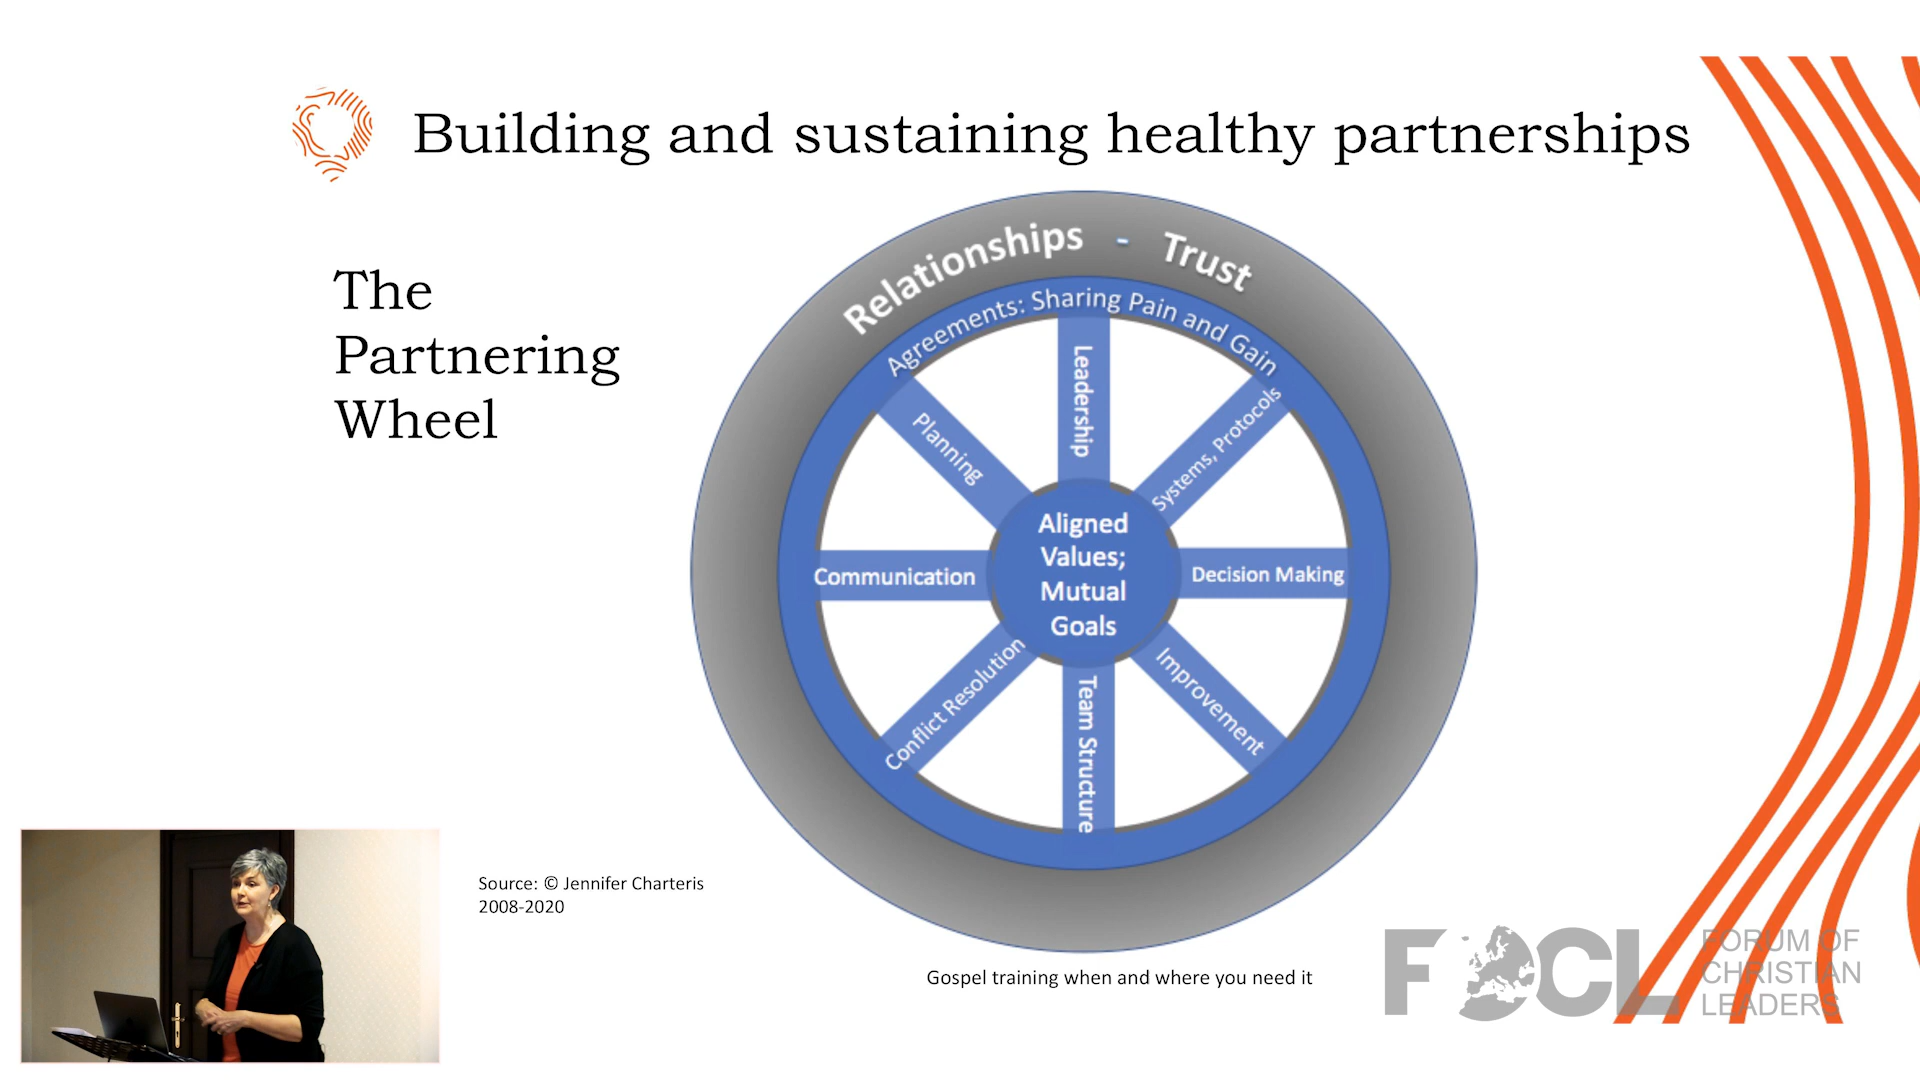 Building and sustaining healthy partnerships
The
Partnering
Wheel
Relationships - Trust
Agreements: Sharing Pain and Gain
Leadership
Systems, Protocols
Decision Making
Improvement
Team Structure
Conflict Resolution
Communication
Planning
Aligned
Values;
Mutual
Goals
Source: © Jennifer Charteris
2008-2020
Gospel training when and where you need it
FOCL
FORUM OF
CHRISTIAN
LEADERS